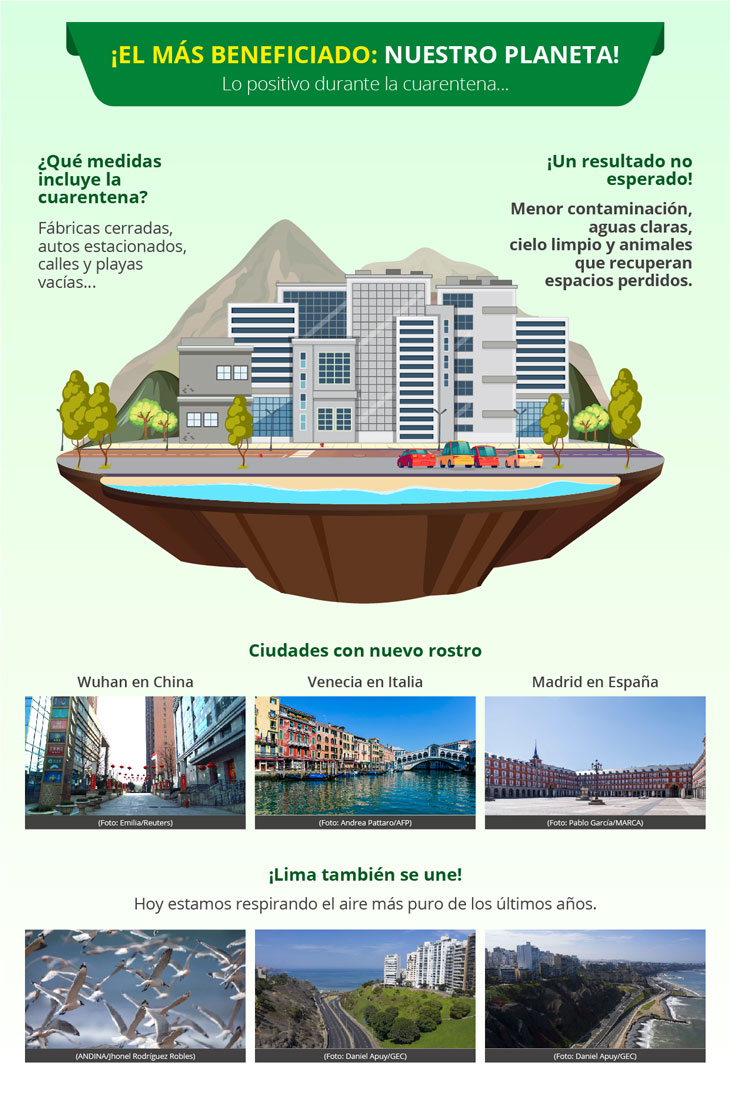 ¡EL MÁS BENEFICIADO: NUESTRO PLANETA!
Lo positivo durante la cuarentena...
¿Qué medidas
incluye la
cuarentena?
Fábricas cerradas,
autos estacionados,
calles y playas
vacías...
¡Un resultado no
esperado!
Menor contaminación,
aguas claras,
cielo limpio y animales
que recuperan
espacios perdidos.
Ciudades con nuevo rostro
Wuhan en China
Venecia en Italia
Madrid en España
(Foto: Emilia/Reuters)
(Foto: Andrea Pattaro/AFP)
(Foto: Pablo García/MARCA)
¡Lima también se une!
Hoy estamos respirando el aire más puro de los últimos años.
(ANDINA/Jhonel Rodríguez Robles)
(Foto: Daniel Apuy/GEC)
(Foto: Daniel Apuy/GEC)